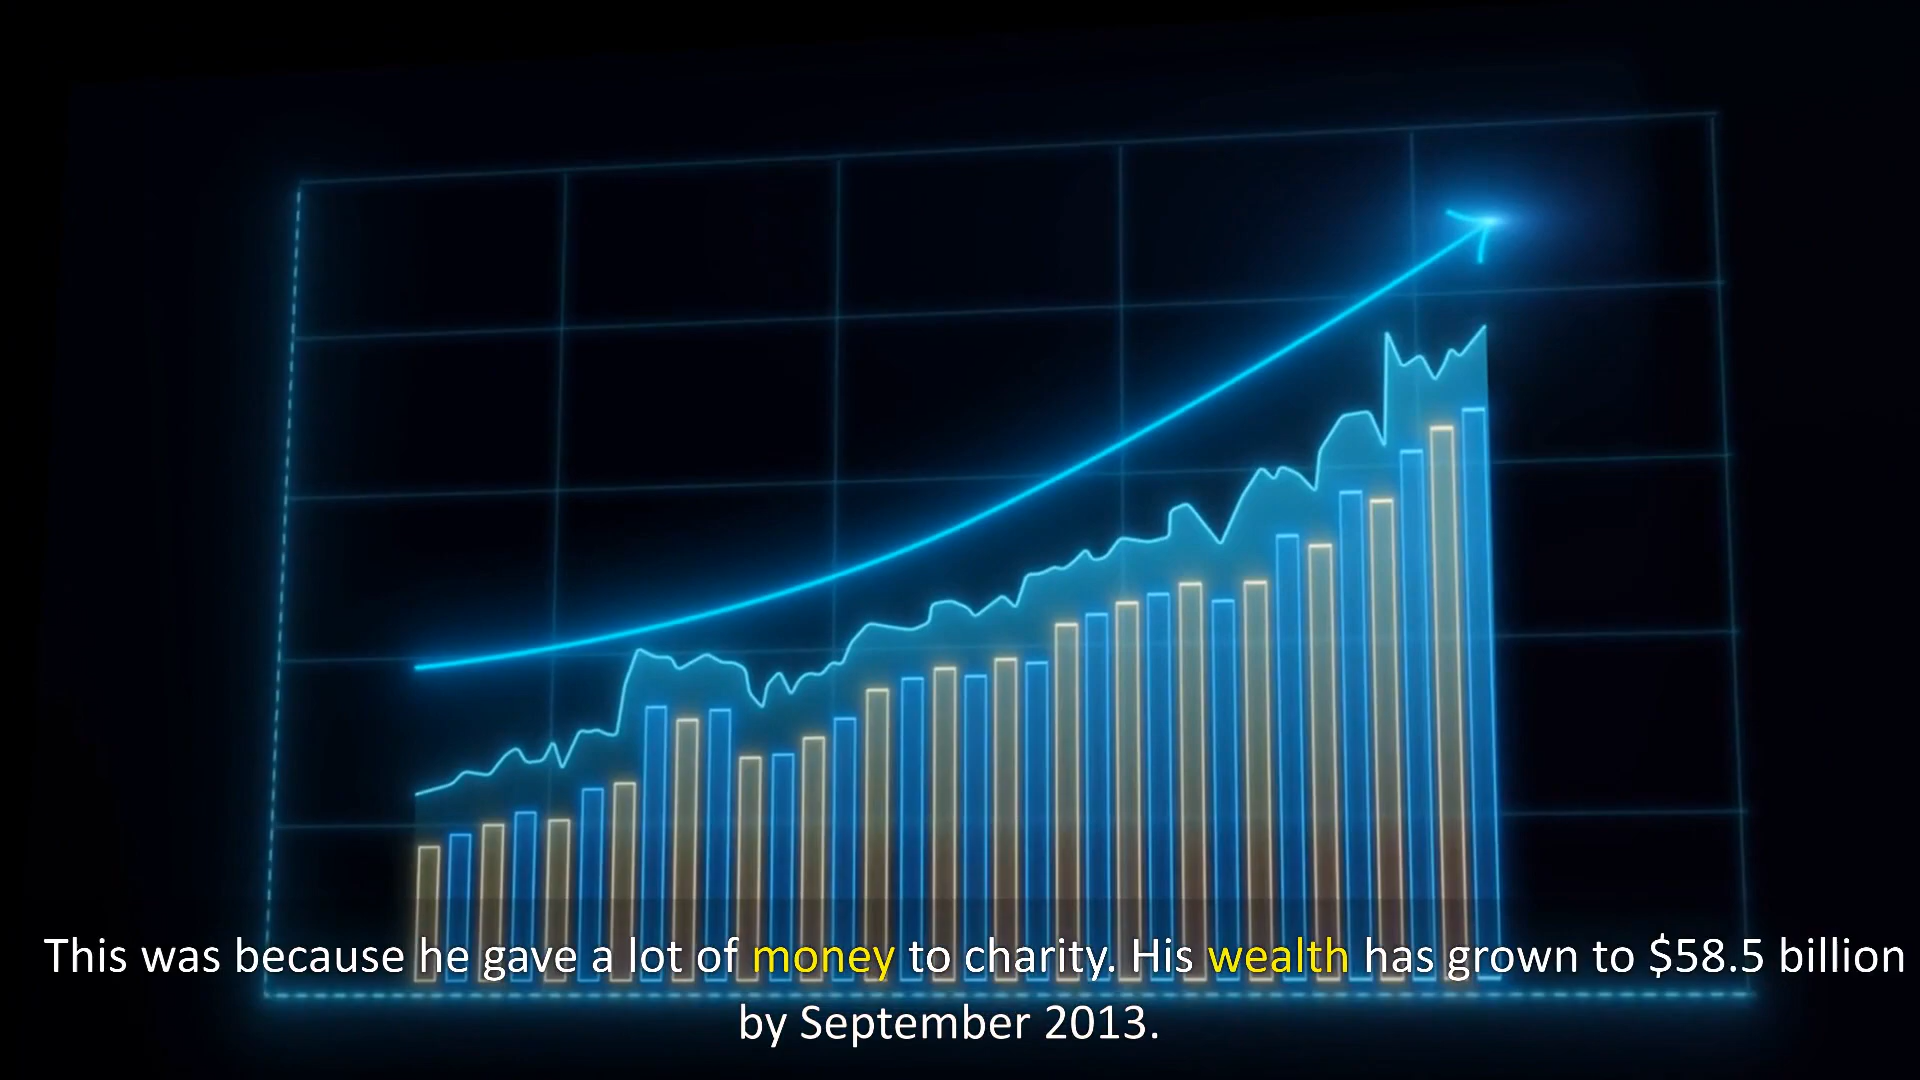 This was because he gave a lot of money to charity. His wealth has grown to $58.5 billion
by September 2013.